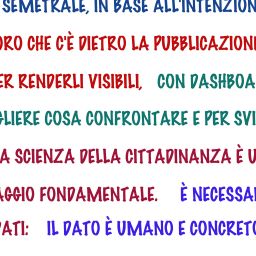 SEMETRALE, IN BASE ALL'INTENZION
ORO CHE C'È DIETRO LA PUBBLICAZIONE
ER RENDERLI VISIBILI, CON DASHBOA
GLIERE COSA CONFRONTARE E PER SVI
A SCIENZA DELLA CITTADINANZA È U
AGGIO FONDAMENTALE. È NECESSA
PATI: IL DATO È UMANO E CONCRETO